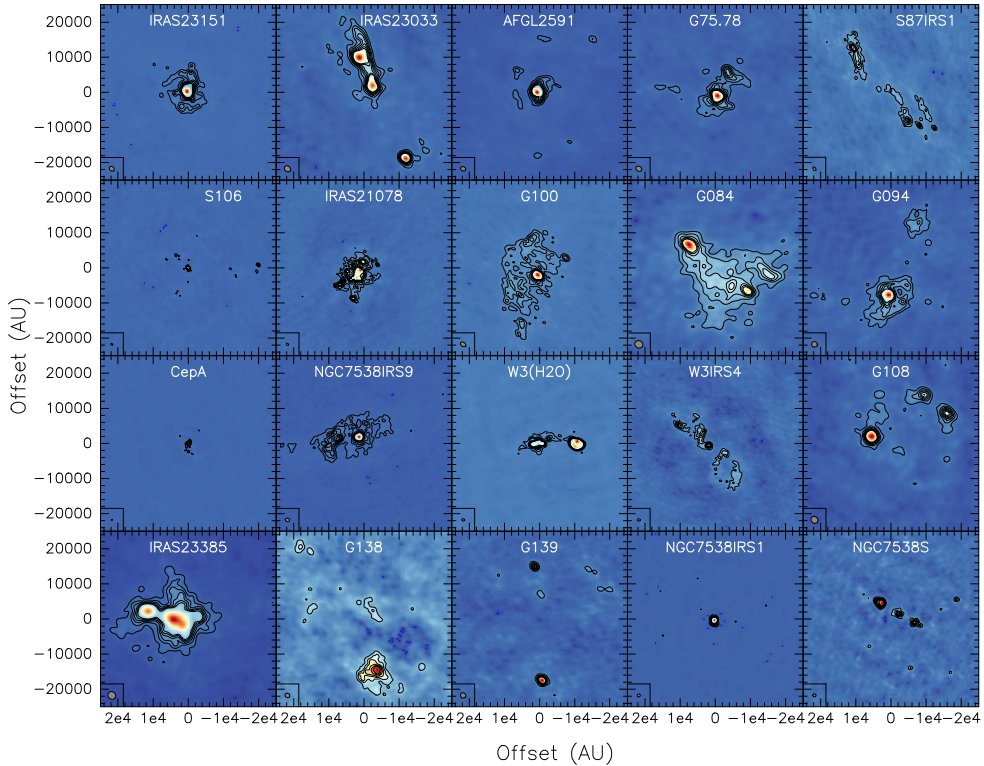 IRAS23151 IRAS23033 AFGL2591 G75.78 S87IRS1
20000
10000
0
−10000
−20000
S106 IRAS21078 G100 G084 G094
20000
10000
0
−10000
−20000
CepA NGC7538IRS9 W3(H2O) W3IRS4 G108
20000
10000
0
−10000
−20000
IRAS23385 G138 G139 NGC7538IRS1 NGC7538S
20000
10000
0
−10000
−20000
2e4 1e4 0 −1e4 −2e4 2e4 1e4 0 −1e4 −2e4 2e4 1e4 0 −1e4 −2e4 2e4 1e4 0 −1e4 −2e4 2e4 1e4 0 −1e4 −2e4
Offset (AU)
Offset (AU)